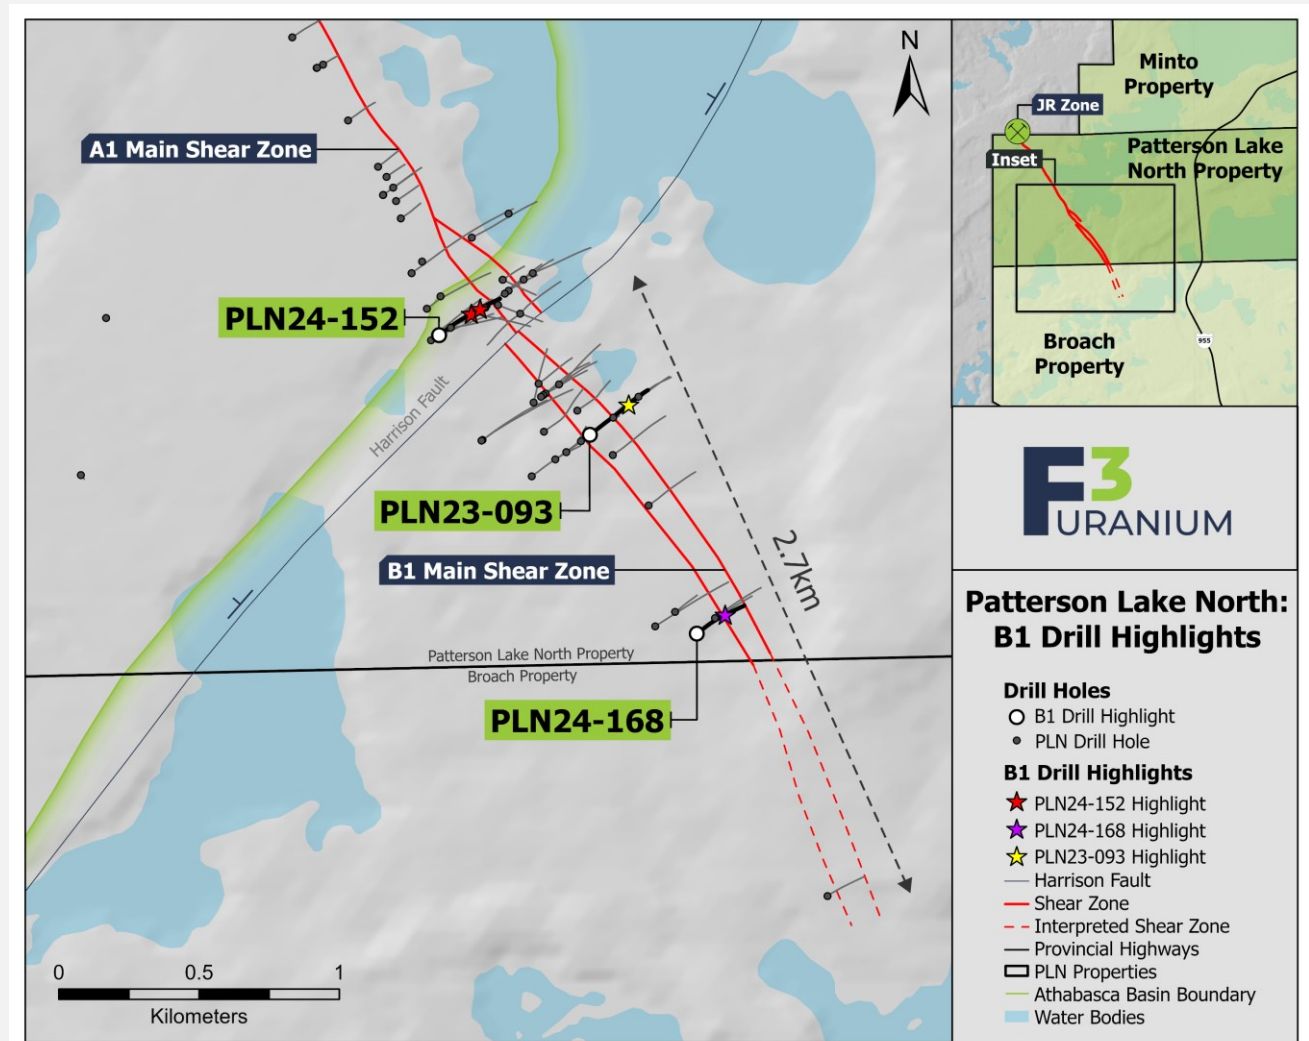 N
A1 Main Shear Zone
PLN24-152
Harrison Fault
PLN23-093
B1 Main Shear Zone
2.7km
Patterson Lake North Property
Broach Property
PLN24-168
0 0.5 1
Kilometers
Minto
Property
JR Zone
Patterson Lake
North Property
Inset
Broach
Property
955
F3
URANIUM
Patterson Lake North:
B1 Drill Highlights
Drill Holes
B1 Drill Highlight
PLN Drill Hole
B1 Drill Highlights
PLN24-152 Highlight
PLN24-168 Highlight
PLN23-093 Highlight
Harrison Fault
Shear Zone
Interpreted Shear Zone
Provincial Highways
PLN Properties
Athabasca Basin Boundary
Water Bodies